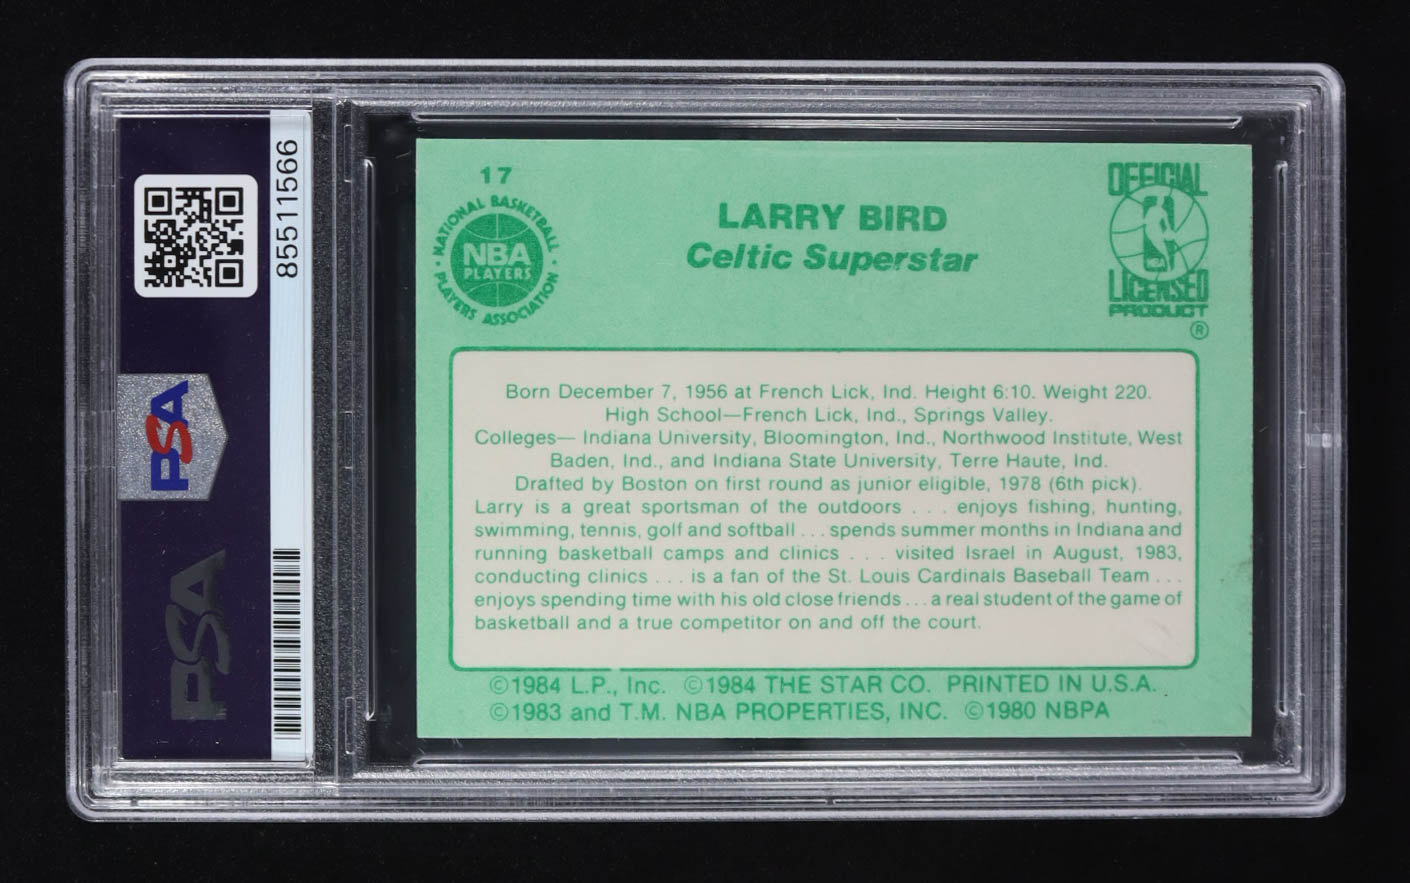 85511566
PSA
PSA
17
NATIONAL BASKETBALL
NBA
PLAYERS
PLAYERS ASSOCIATION
LARRY BIRD
Celtic Superstar
OFFICIAL
LICENSED
PRODUCT
®
Born December 7, 1956 at French Lick, Ind. Height 6:10. Weight 220.
High School—French Lick, Ind., Springs Valley.
Colleges— Indiana University, Bloomington, Ind., Northwood Institute, West
Baden, Ind., and Indiana State University, Terre Haute, Ind.
Drafted by Boston on first round as junior eligible, 1978 (6th pick).
Larry is a great sportsman of the outdoors . . . enjoys fishing, hunting,
swimming, tennis, golf and softball . . . spends summer months in Indiana and
running basketball camps and clinics . . . visited Israel in August, 1983,
conducting clinics . . . is a fan of the St. Louis Cardinals Baseball Team . . .
enjoys spending time with his old close friends . . . a real student of the game of
basketball and a true competitor on and off the court.
©1984 L.P., Inc. ©1984 THE STAR CO. PRINTED IN U.S.A.
©1983 and T.M. NBA PROPERTIES, INC. ©1980 NBPA